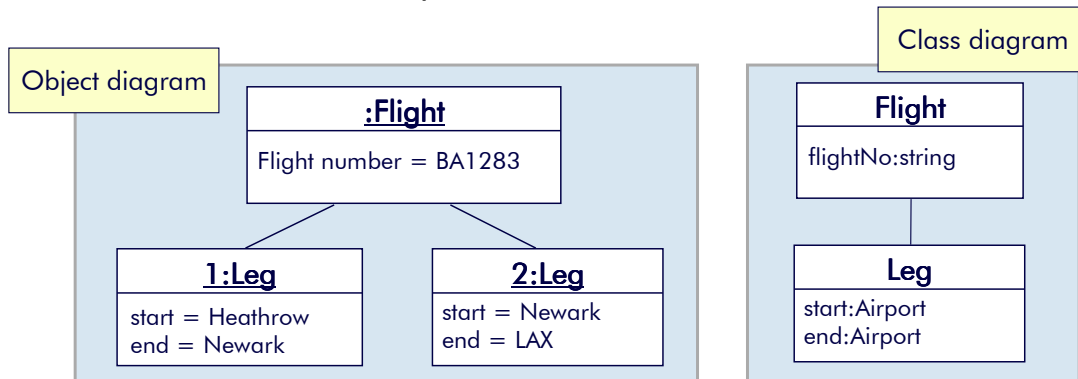 Object diagram
:Flight
Flight number = BA1283
1:Leg
start = Heathrow
end = Newark
2:Leg
start = Newark
end = LAX
Class diagram
Flight
flightNo:string
Leg
start:Airport
end:Airport